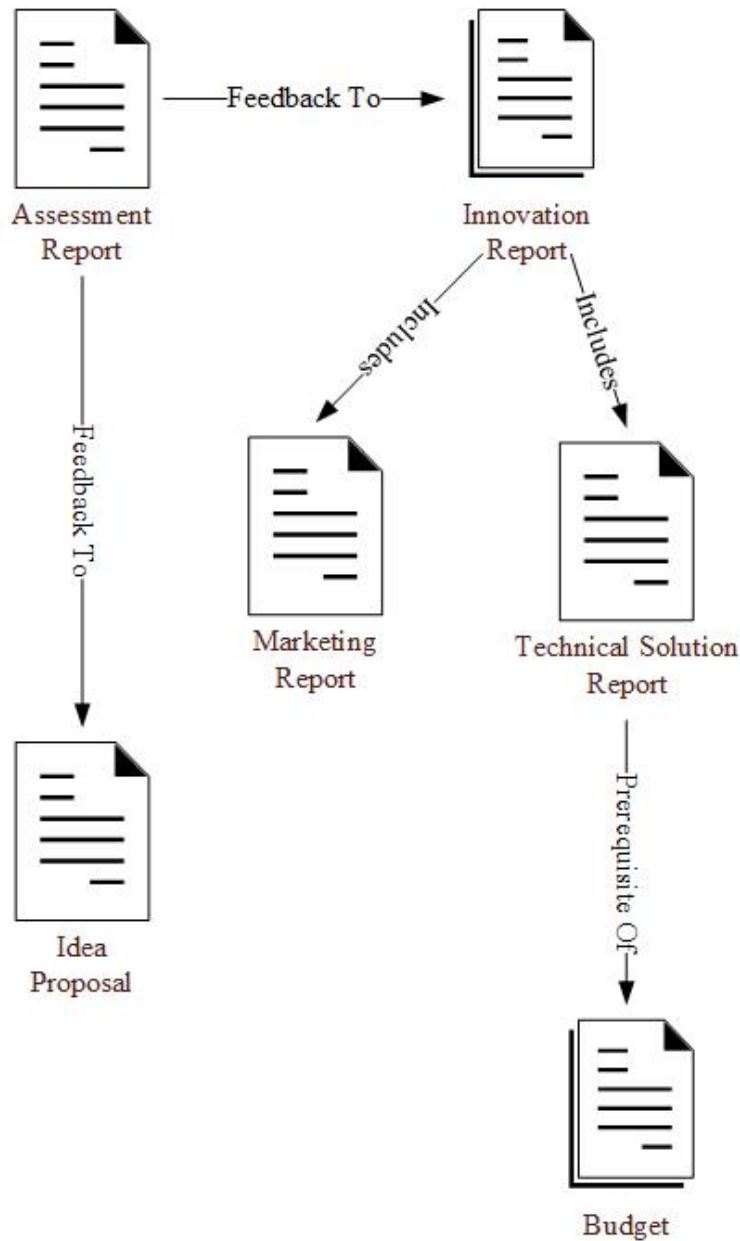 Feedback To
Assessment
Report
Innovation
Report
Includes
Includes
Feedback To
Marketing
Report
Technical Solution
Report
Prerequisite Of
Idea
Proposal
Budget